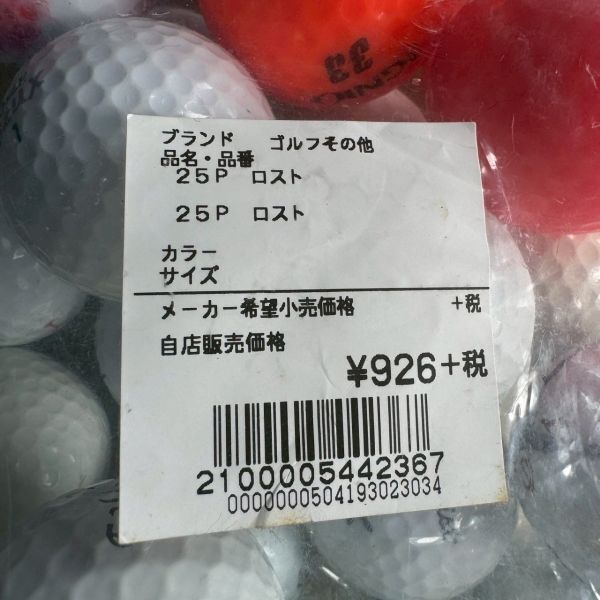 33
ブランド ゴルフその他
品名・品番
25P ロスト
25P ロスト
カラー
サイズ
メーカー希望小売価格 +税
自店販売価格
¥926+税
2100005442367
0000000504193023034